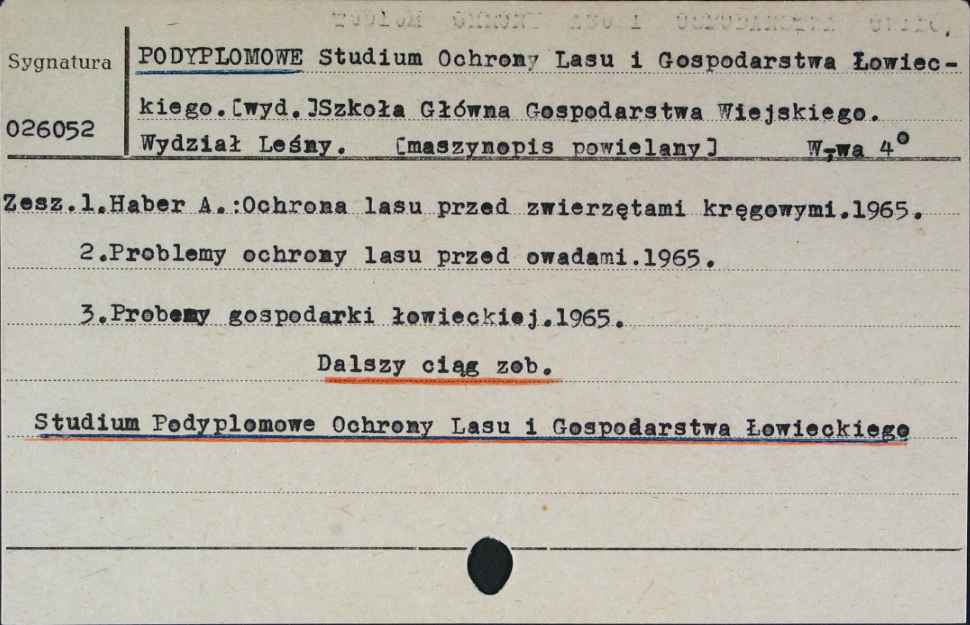 Sygnatura
PODYPLOMOWE Studium Ochrony Lasu i Gospodarstwa Łowiec-
kiego.[wyd.]Szkoła Główna Gospodarstwa Wiejskiego.
026052
Wydział Leśny. [maszynopis powielany] W-wa 4°
Zesz.1.Haber A.:Ochrona lasu przed zwierzętami kręgowymi.1965.
2.Problemy ochrony lasu przed owadami.1965.
3.Probemy gospodarki łowieckiej.1965.
Dalszy ciąg zob.
Studium Podyplomowe Ochrony Lasu i Gospodarstwa Łowieckiego